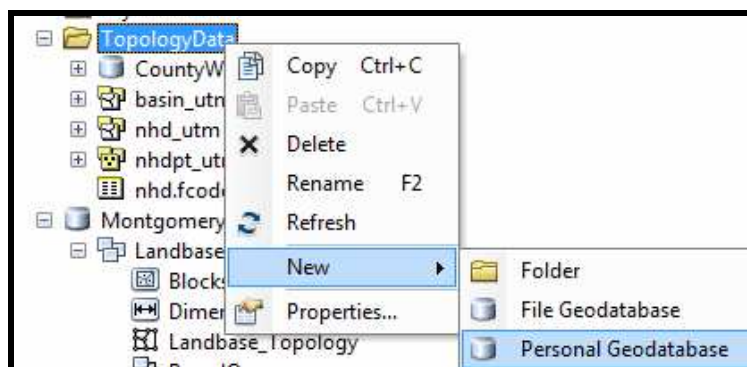 TopologyData
CountyW
Copy Ctrl+C
basin_utm
Paste Ctrl+V
nhd_utm
Delete
nhdpt_ut
Rename F2
nhd.fcod
Montgomery
Refresh
Landbase
New
Folder
Blocks
File Geodatabase
Dimen
Properties...
Landbase_Topology
Personal Geodatabase